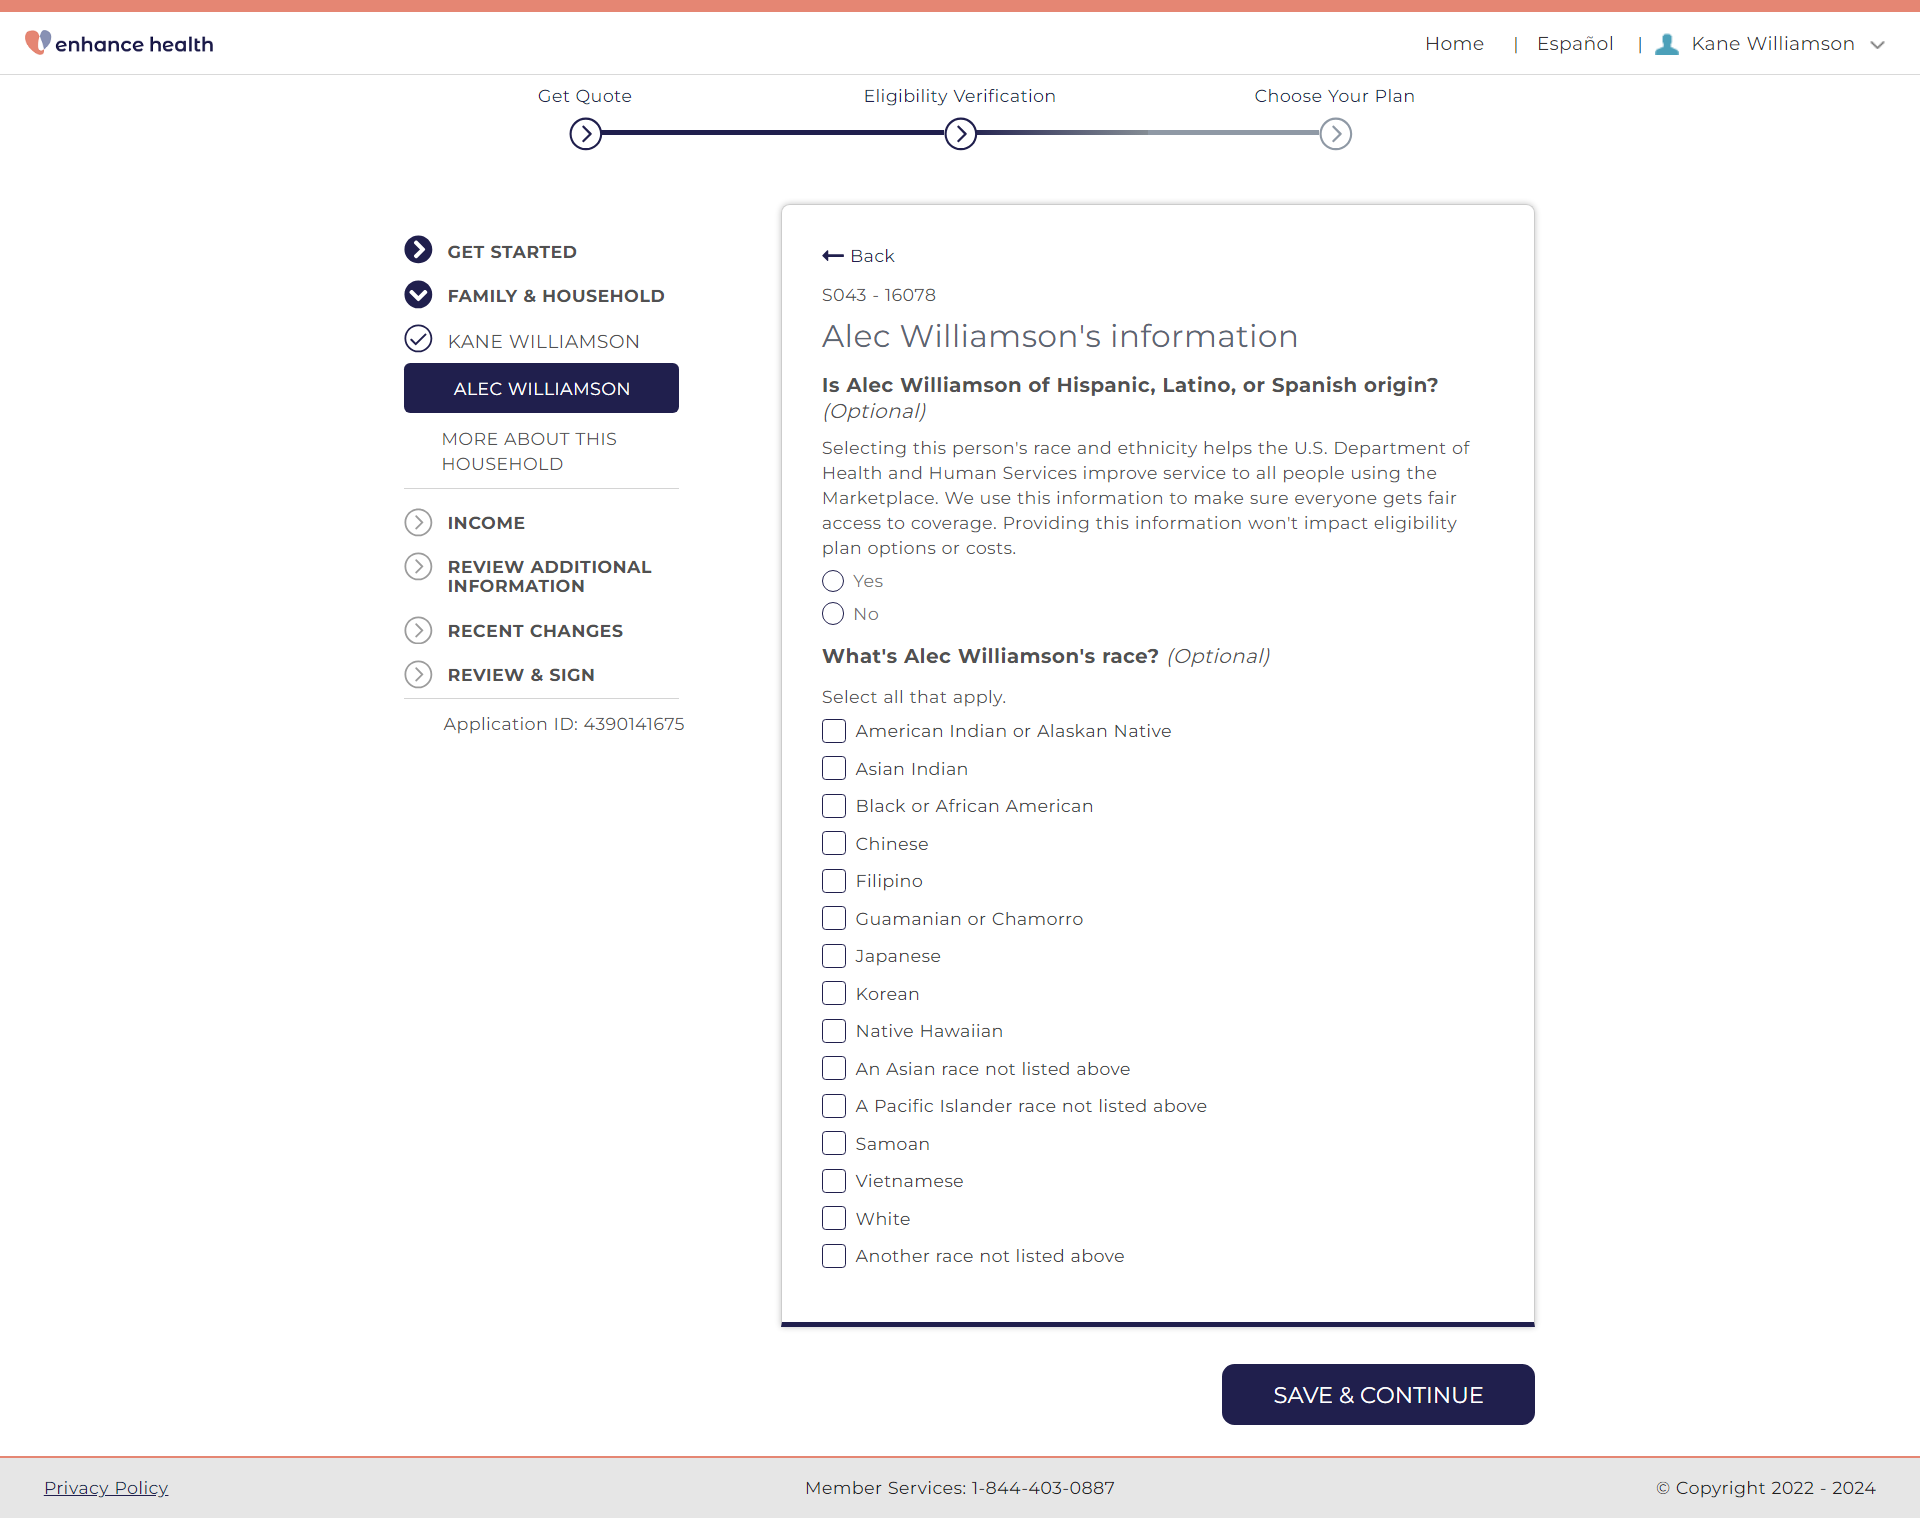 enhance health
Home | Español | Kane Williamson
Get Quote
Eligibility Verification
Choose Your Plan
GET STARTED
FAMILY & HOUSEHOLD
KANE WILLIAMSON
ALEC WILLIAMSON
MORE ABOUT THIS
HOUSEHOLD
INCOME
REVIEW ADDITIONAL
INFORMATION
RECENT CHANGES
REVIEW & SIGN
Application ID: 4390141675
Back
S043 - 16078
Alec Williamson's information
Is Alec Williamson of Hispanic, Latino, or Spanish origin?
(Optional)
Selecting this person's race and ethnicity helps the U.S. Department of
Health and Human Services improve service to all people using the
Marketplace. We use this information to make sure everyone gets fair
access to coverage. Providing this information won't impact eligibility
plan options or costs.
Yes
No
What's Alec Williamson's race? (Optional)
Select all that apply.
American Indian or Alaskan Native
Asian Indian
Black or African American
Chinese
Filipino
Guamanian or Chamorro
Japanese
Korean
Native Hawaiian
An Asian race not listed above
A Pacific Islander race not listed above
Samoan
Vietnamese
White
Another race not listed above
SAVE & CONTINUE
Privacy Policy
Member Services: 1-844-403-0887
© Copyright 2022 - 2024